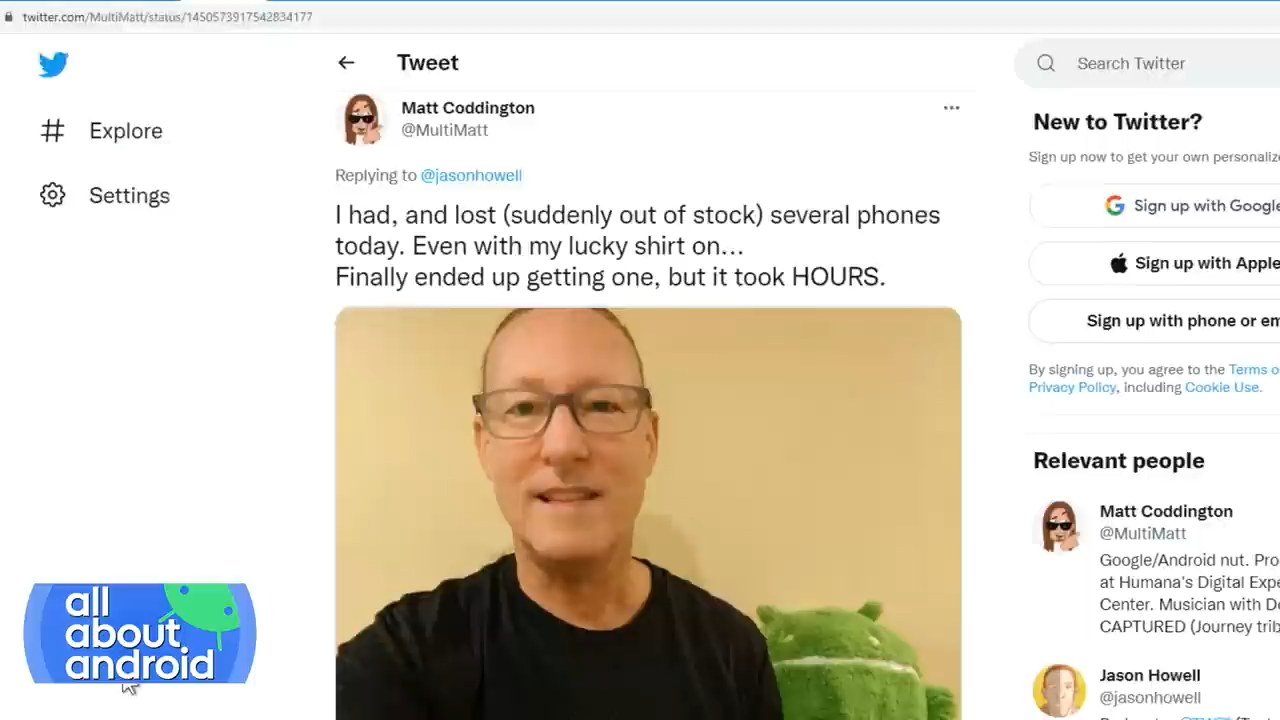 twitter.com/MultiMatt/status/1450573917542834177
Tweet
Search Twitter
Explore
Settings
Matt Coddington
@MultiMatt
Replying to @jasonhowell
I had, and lost (suddenly out of stock) several phones
today. Even with my lucky shirt on...
Finally ended up getting one, but it took HOURS.
New to Twitter?
Sign up now to get your own personalize
Sign up with Google
Sign up with Apple
Sign up with phone or em
By signing up, you agree to the Terms o
Privacy Policy, including Cookie Use.
Relevant people
Matt Coddington
@MultiMatt
Google/Android nut. Pro
at Humana's Digital Expe
Center. Musician with De
CAPTURED (Journey trib
Jason Howell
@jasonhowell
all
about
android